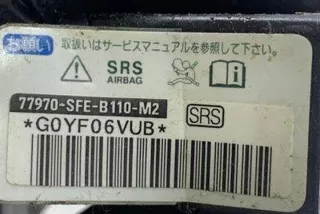 お願い 取扱いはサービスマニュアルを参照して下さい。
SRS
AIRBAG
77970-SFE-B110-M2
SRS
*G0YF06VUB*